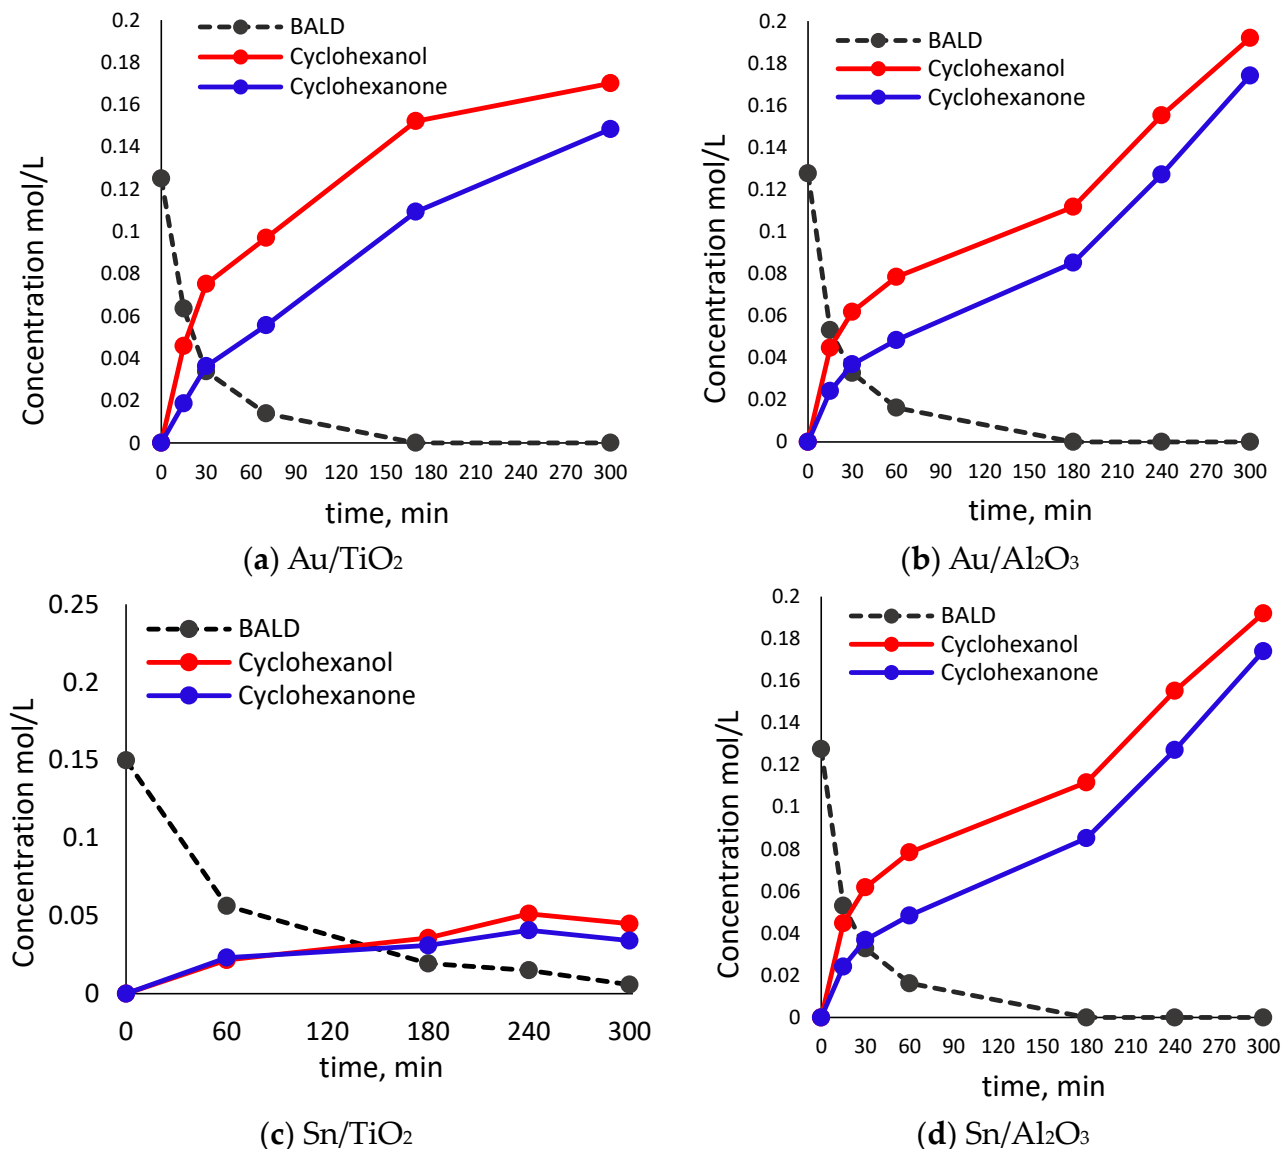 0.2
0.18
0.16
0.14
0.12
0.1
0.08
0.06
0.04
0.02
0
Concentration mol/L
BALD
Cyclohexanol
Cyclohexanone
0 30 60 90 120 150 180 210 240 270 300
time, min
(a) Au/TiO₂
0.2
0.18
0.16
0.14
0.12
0.1
0.08
0.06
0.04
0.02
0
Concentration mol/L
BALD
Cyclohexanol
Cyclohexanone
0 30 60 90 120 150 180 210 240 270 300
time, min
(b) Au/Al₂O₃
0.25
0.2
0.15
0.1
0.05
0
Concentration mol/L
BALD
Cyclohexanol
Cyclohexanone
0 60 120 180 240 300
time, min
(c) Sn/TiO₂
0.2
0.18
0.16
0.14
0.12
0.1
0.08
0.06
0.04
0.02
0
Concentration mol/L
BALD
Cyclohexanol
Cyclohexanone
0 30 60 90 120 150 180 210 240 270 300
time, min
(d) Sn/Al₂O₃